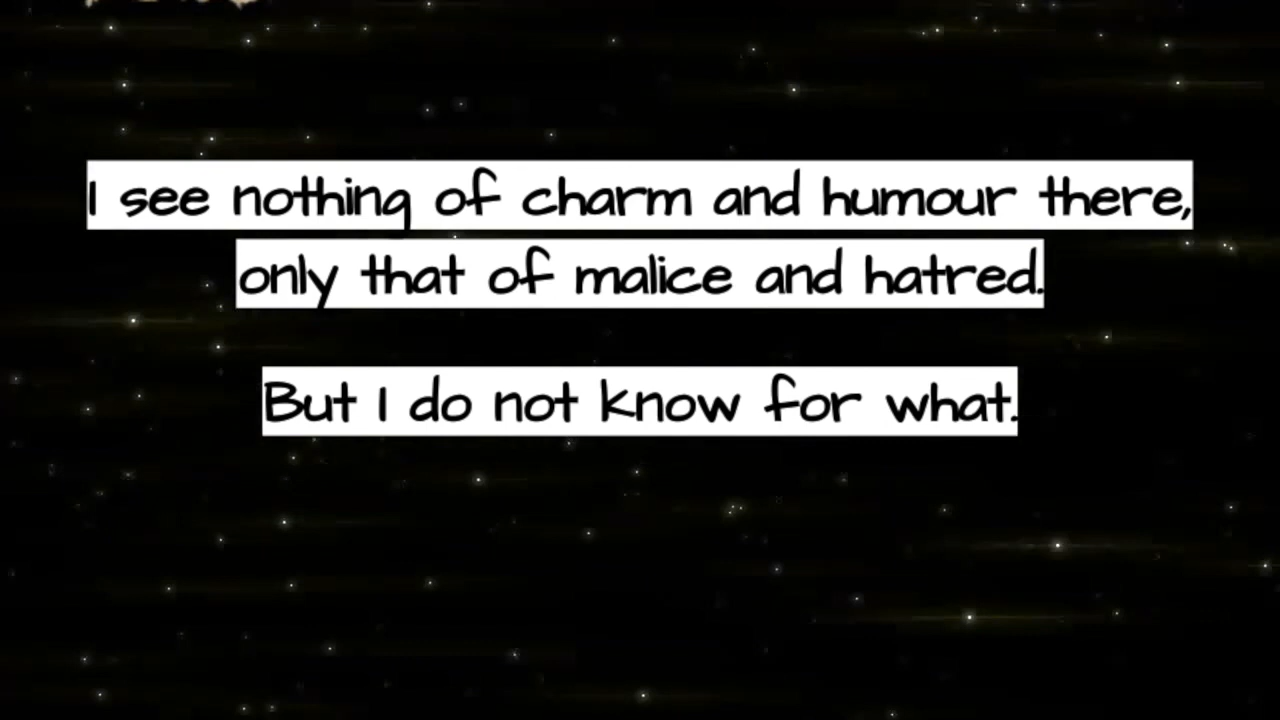 I see nothing of charm and humour there,
only that of malice and hatred.
But I do not know for what.